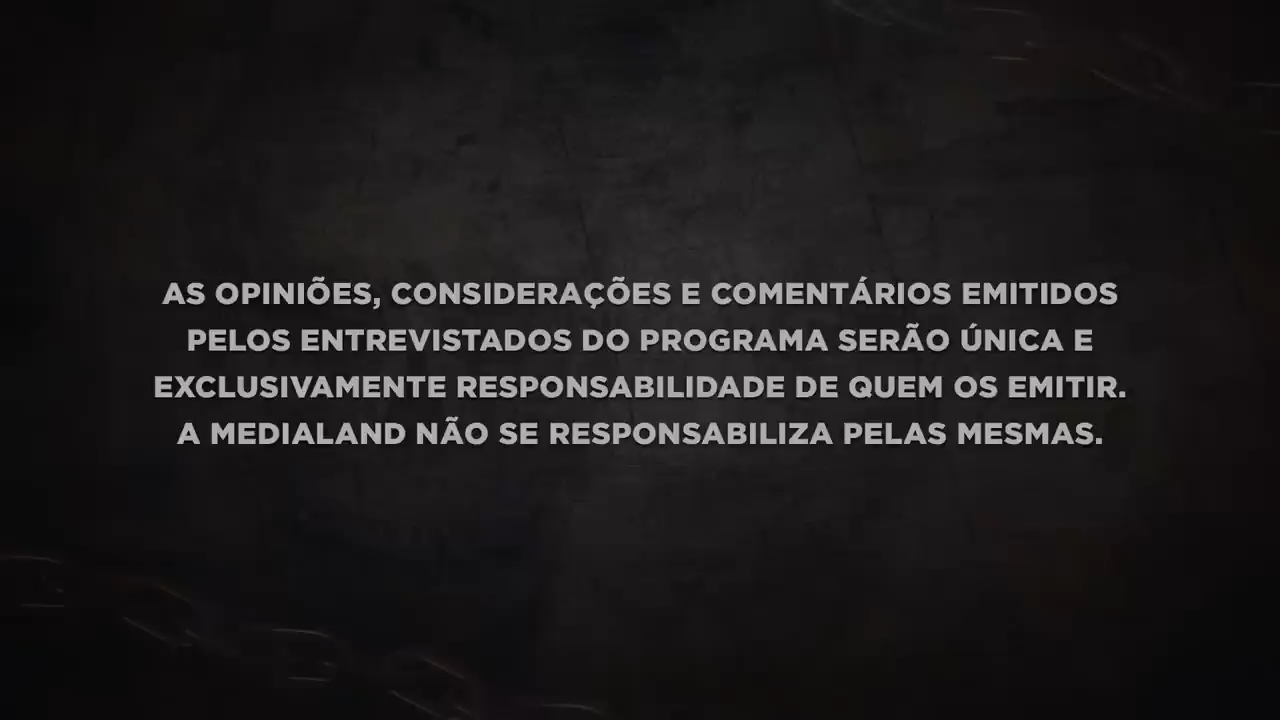 AS OPINIÕES, CONSIDERAÇÕES E COMENTÁRIOS EMITIDOS
PELOS ENTREVISTADOS DO PROGRAMA SERÃO ÚNICA E
EXCLUSIVAMENTE RESPONSABILIDADE DE QUEM OS EMITIR.
A MEDIALAND NÃO SE RESPONSABILIZA PELAS MESMAS.